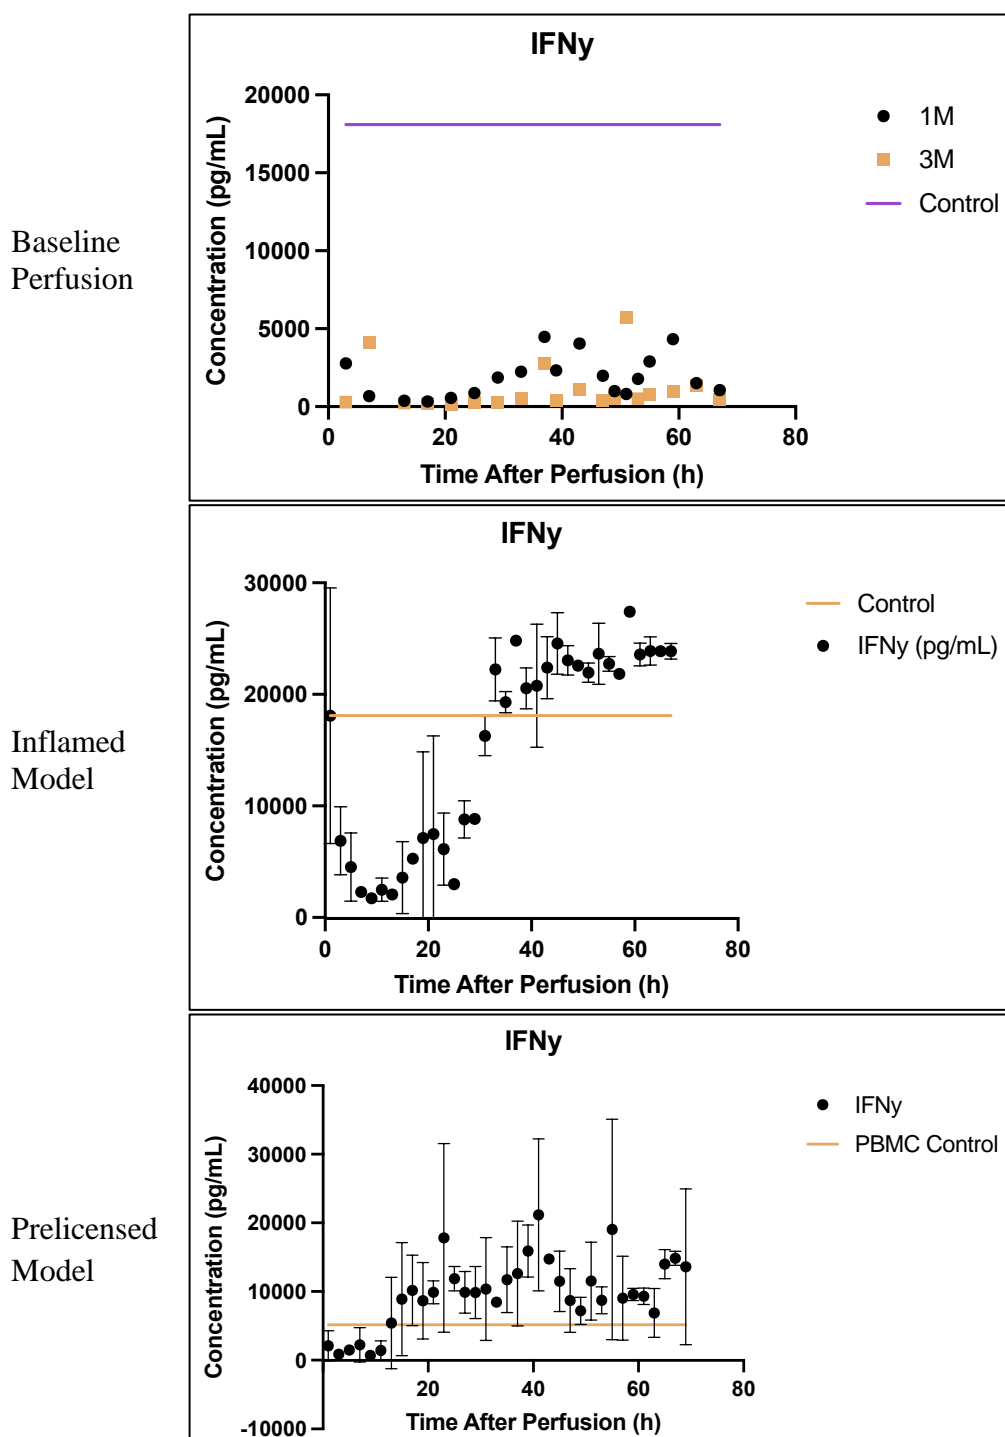 Baseline
Perfusion
IFNy
Concentration (pg/mL)
20000
15000
10000
5000
0
0
20
40
60
80
Time After Perfusion (h)
1M
3M
Control
Inflamed
Model
IFNy
Concentration (pg/mL)
30000
20000
10000
0
0
20
40
60
80
Time After Perfusion (h)
Control
IFNy (pg/mL)
Prelicensed
Model
IFNy
Concentration (pg/mL)
40000
30000
20000
10000
0
-10000
20
40
60
80
Time After Perfusion (h)
IFNy
PBMC Control